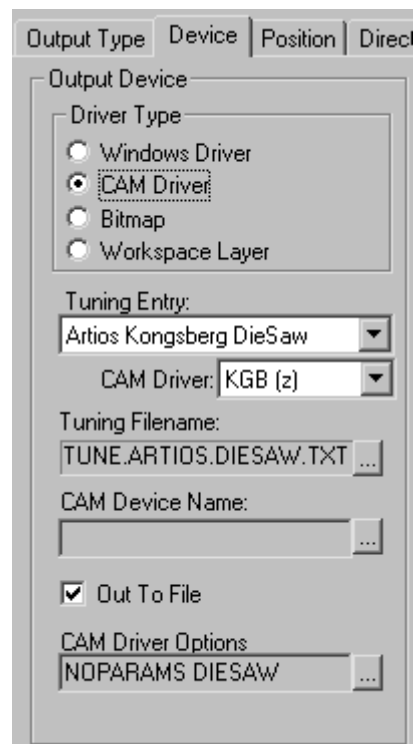 Output Type Device Position Direct
Output Device
Driver Type
Windows Driver
CAM Driver
Bitmap
Workspace Layer
Tuning Entry:
Artios Kongsberg DieSaw
CAM Driver: KGB (z)
Tuning Filename:
TUNE.ARTIOS.DIESAW.TXT ...
CAM Device Name:
...
Out To File
CAM Driver Options
NOPARAMS DIESAW ...